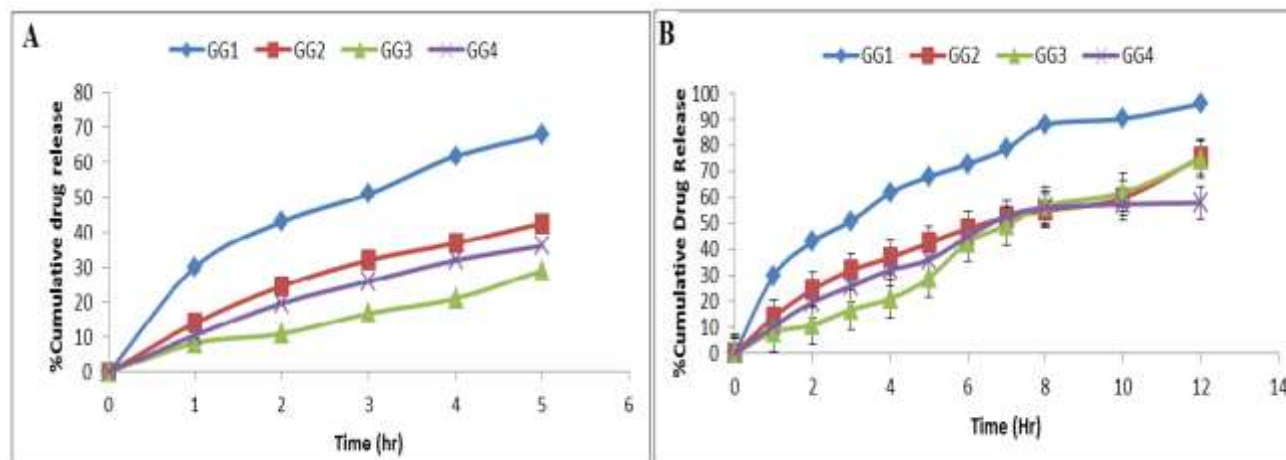 A
GG1 GG2 GG3 GG4
%Cumulative drug release
80
70
60
50
40
30
20
10
0
0 1 2 3 4 5 6
Time (hr)
B
GG1 GG2 GG3 GG4
%Cumulative Drug Release
100
90
80
70
60
50
40
30
20
10
0
0 2 4 6 8 10 12 14
Time (Hr)